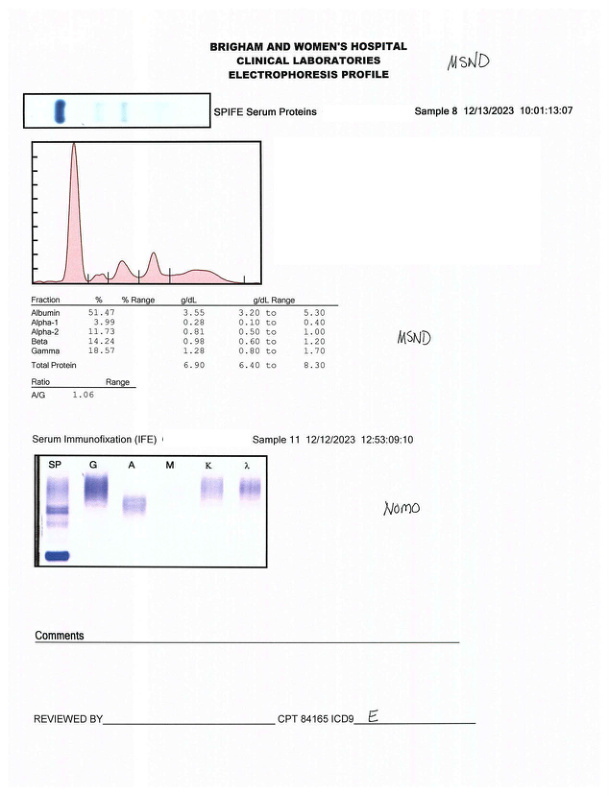 BRIGHAM AND WOMEN'S HOSPITAL
CLINICAL LABORATORIES
ELECTROPHORESIS PROFILE
MSND
SPIFE Serum Proteins Sample 8 12/13/2023 10:01:13:07
Fraction % % Range g/dL g/dL Range
Albumin 51.47 3.55 3.20 to 5.30
Alpha-1 3.99 0.28 0.10 to 0.40
Alpha-2 11.73 0.81 0.50 to 1.00
Beta 14.24 0.98 0.60 to 1.20
Gamma 18.57 1.28 0.80 to 1.70
MSND
Total Protein 6.90 6.40 to 8.30
Ratio Range
A/G 1.06
Serum Immunofixation (IFE) Sample 11 12/12/2023 12:53:09:10
SP G A M K λ
NOMO
Comments
REVIEWED BY CPT 84165 ICD9 E